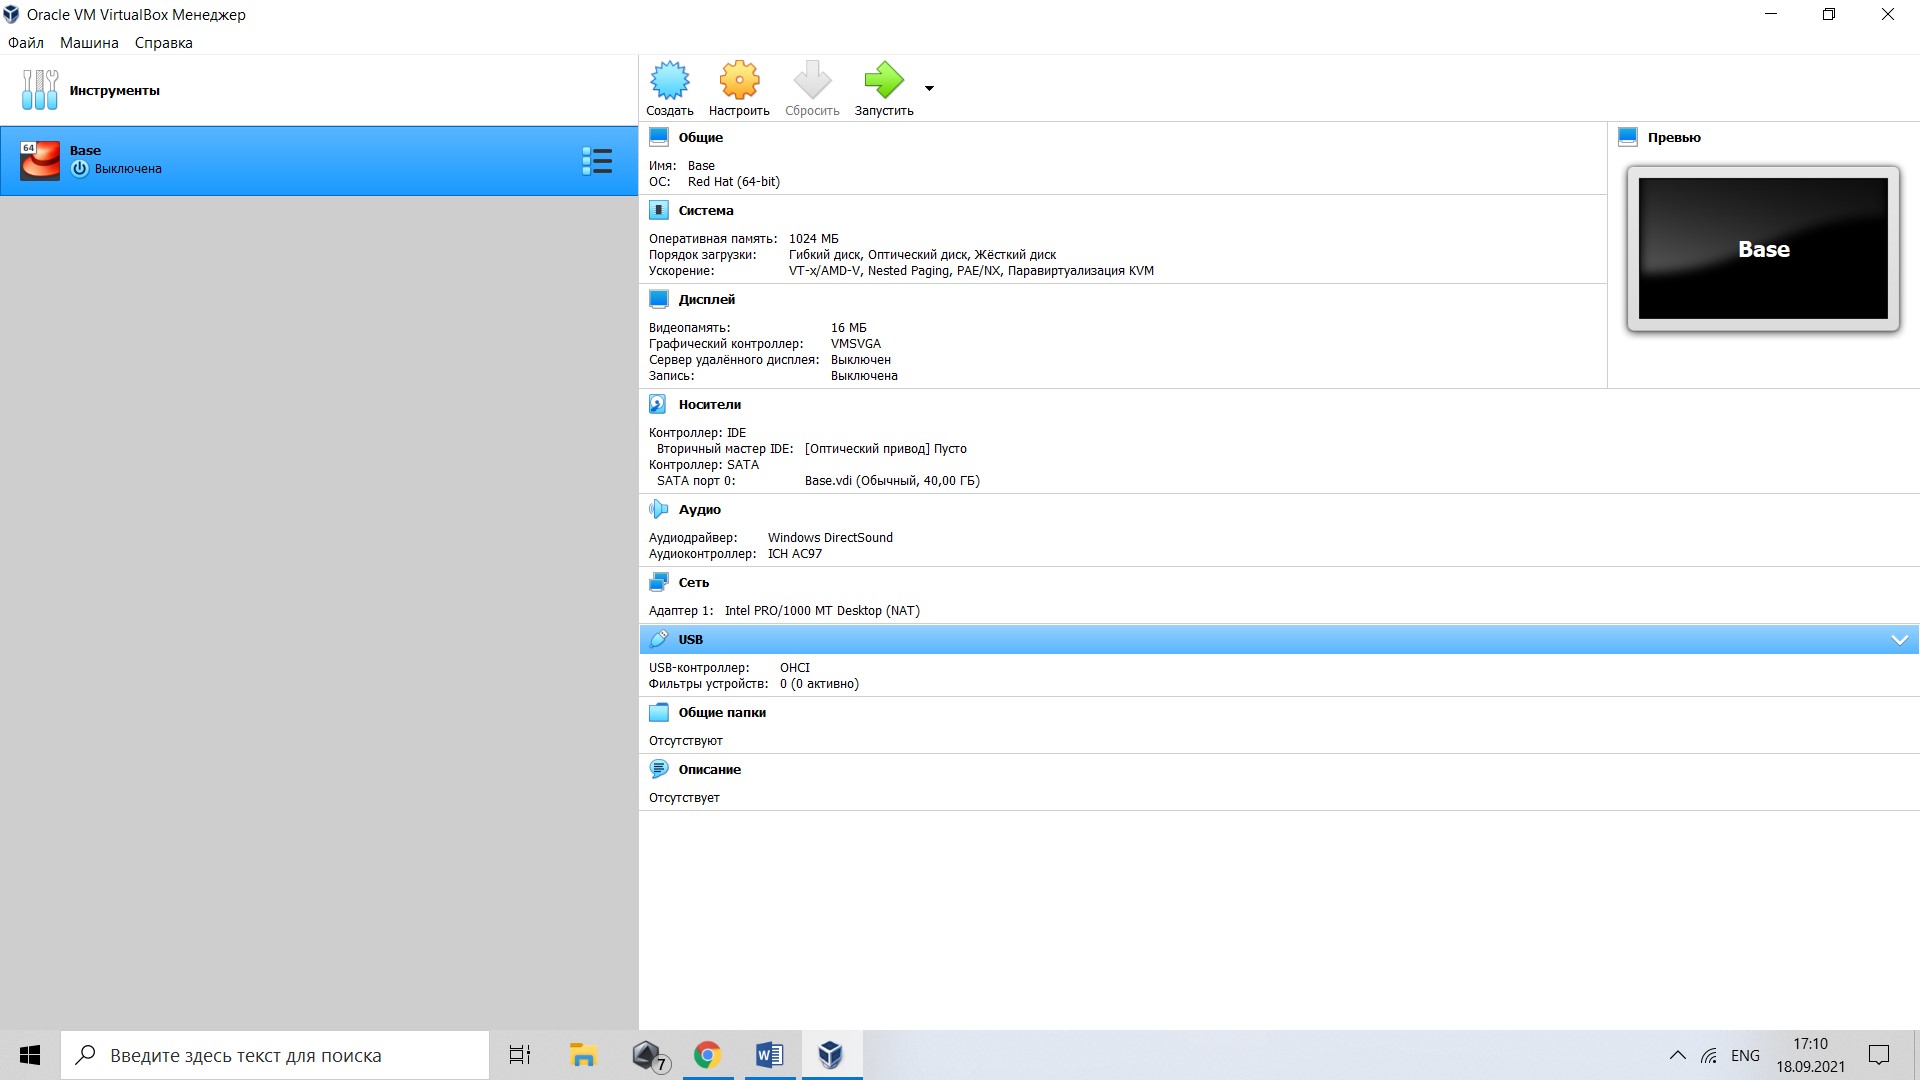 Oracle VM VirtualBox Менеджер
Файл Машина Справка
Инструменты
64
Base
Выключена
Создать Настроить Сбросить Запустить
Общие
Имя: Base
ОС: Red Hat (64-bit)
Система
Оперативная память: 1024 МБ
Порядок загрузки: Гибкий диск, Оптический диск, Жёсткий диск
Ускорение: VT-x/AMD-V, Nested Paging, PAE/NX, Паравиртуализация KVM
Дисплей
Видеопамять: 16 МБ
Графический контроллер: VMSVGA
Сервер удалённого дисплея: Выключен
Запись: Выключена
Превью
Base
Носители
Контроллер: IDE
Вторичный мастер IDE: [Оптический привод] Пусто
Контроллер: SATA
SATA порт 0: Base.vdi (Обычный, 40,00 ГБ)
Аудио
Аудиодрайвер: Windows DirectSound
Аудиоконтроллер: ICH AC97
Сеть
Адаптер 1: Intel PRO/1000 MT Desktop (NAT)
USB
USB-контроллер: OHCI
Фильтры устройств: 0 (0 активно)
Общие папки
Отсутствуют
Описание
Отсутствует
Введите здесь текст для поиска
7
W
ENG
17:10
18.09.2021